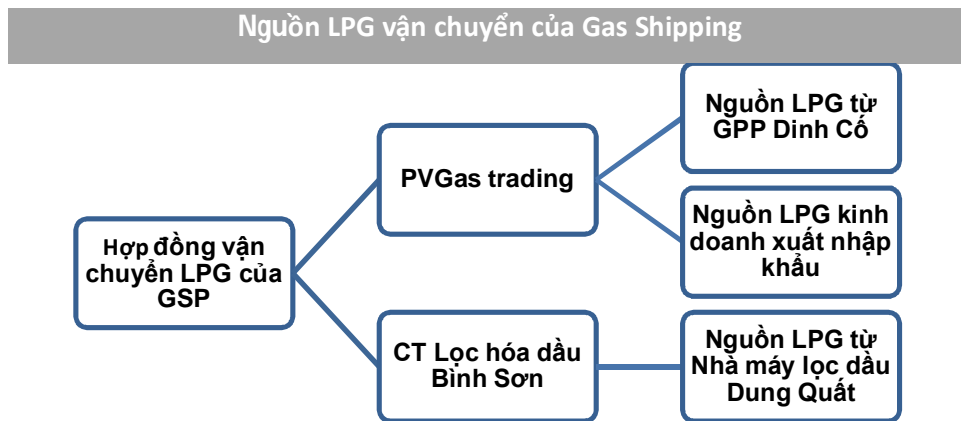 Nguồn LPG vận chuyển của Gas Shipping
Nguồn LPG từ
GPP Dinh Cố
PVGas trading
Nguồn LPG kinh
doanh xuất nhập
khẩu
Hợp đồng vận
chuyển LPG của
GSP
CT Lọc hóa dầu
Bình Sơn
Nguồn LPG từ
Nhà máy lọc dầu
Dung Quất